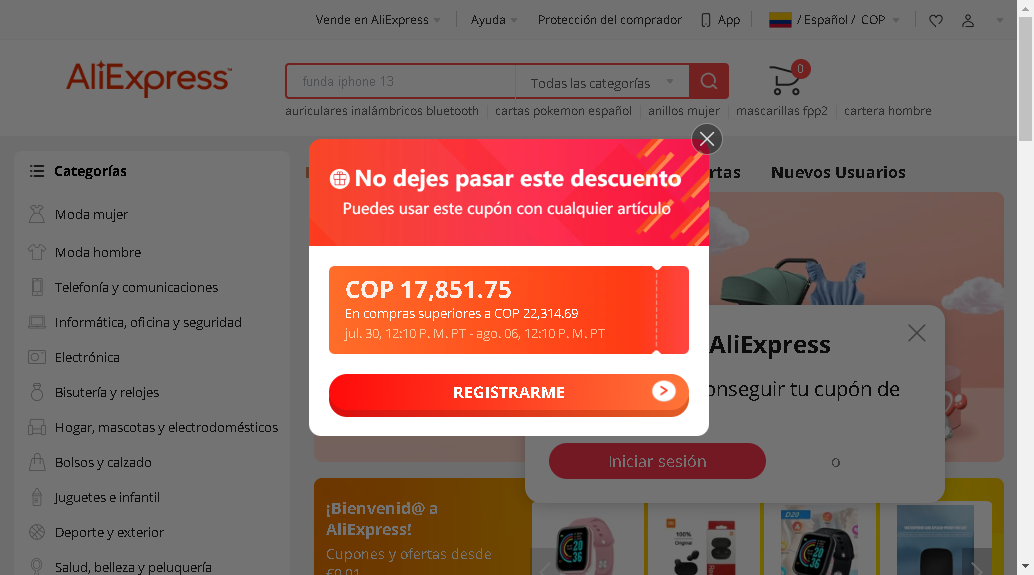 Vende en AliExpress
Ayuda
Protección del comprador
App
/ Español / COP
AliExpress
funda iphone 13
Todas las categorías
0
auriculares inalámbricos bluetooth
cartas pokemon español
anillos mujer
mascarillas fpp2
cartera hombre
Categorías
Moda mujer
Moda hombre
Telefonía y comunicaciones
Informática, oficina y seguridad
Electrónica
Bisutería y relojes
Hogar, mascotas y electrodomésticos
Bolsos y calzado
Juguetes e infantil
Deporte y exterior
Salud, belleza y peluquería
Nuevos Usuarios
No dejes pasar este descuento
Puedes usar este cupón con cualquier artículo
COP 17,851.75
En compras superiores a COP 22,314.69
jul. 30, 12:10 P. M. PT - ago. 06, 12:10 P. M. PT
REGISTRARME
AliExpress
tu cupón de
Iniciar sesión
o
¡Bienvenid@ a
AliExpress!
Cupones y ofertas desde
€0,01
100%
Original
D20